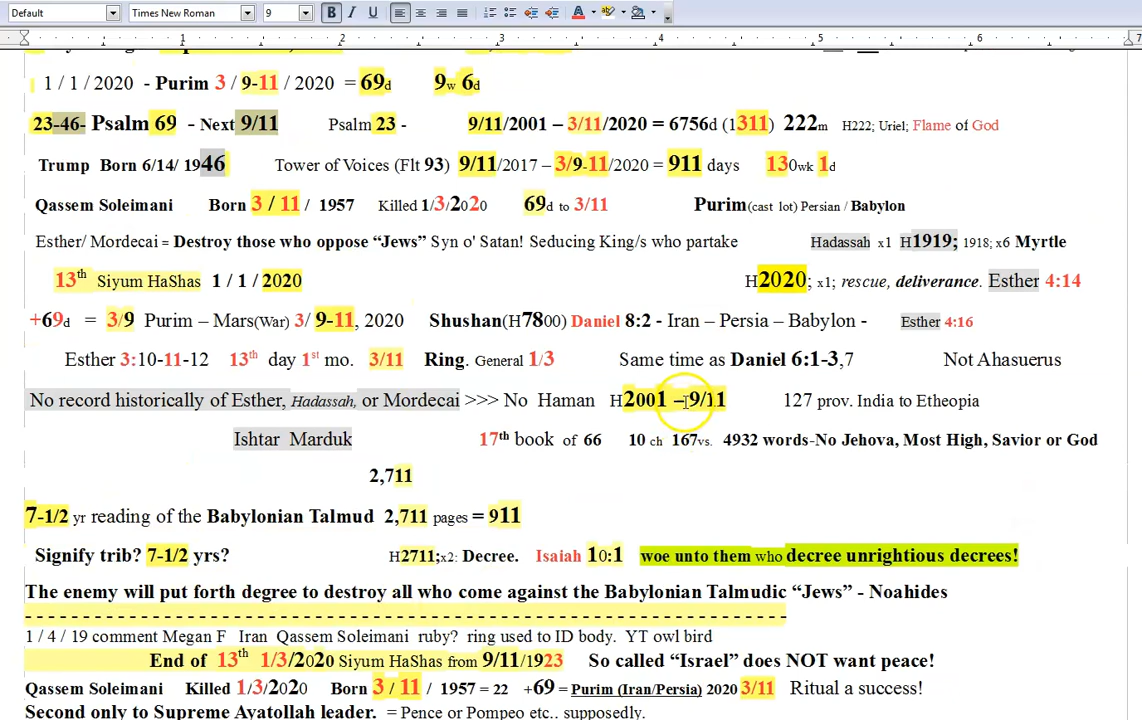 Default Times New Roman 9 B I U
1 2 3 4 5 6 7
1 / 1 / 2020 - Purim 3 / 9-11 / 2020 = 69d 9w 6d
23-46- Psalm 69 - Next 9/11 Psalm 23 - 9/11/2001 – 3/11/2020 = 6756d (1311) 222m H222; Uriel; Flame of God
Trump Born 6/14/ 1946 Tower of Voices (Flt 93) 9/11/2017 – 3/9-11/2020 = 911 days 130wk 1d
Qassem Soleimani Born 3 / 11 / 1957 Killed 1/3/2020 69d to 3/11 Purim(cast lot) Persian / Babylon
Esther/ Mordecai = Destroy those who oppose “Jews” Syn o' Satan! Seducing King/s who partake Hadassah x1 H1919; 1918; x6 Myrtle
13th Siyum HaShas 1 / 1 / 2020 H2020; x1; rescue, deliverance. Esther 4:14
+69d = 3/9 Purim – Mars(War) 3/ 9-11, 2020 Shushan(H7800) Daniel 8:2 - Iran – Persia – Babylon - Esther 4:16
Esther 3:10-11-12 13th day 1st mo. 3/11 Ring. General 1/3 Same time as Daniel 6:1-3,7 Not Ahasuerus
No record historically of Esther, Hadassah, or Mordecai >>> No Haman H2001 – 9/11 127 prov. India to Etheopia
Ishtar Marduk 17th book of 66 10 ch 167vs. 4932 words-No Jehova, Most High, Savior or God
2,711
7-1/2 yr reading of the Babylonian Talmud 2,711 pages = 911
Signify trib? 7-1/2 yrs? H2711;x2: Decree. Isaiah 10:1 woe unto them who decree unrightious decrees!
The enemy will put forth degree to destroy all who come against the Babylonian Talmudic “Jews” - Noahides
- - - - - - - - - - - - - - - - - - - - - - - - - - - - - - - - - - - - - - - - - - - - - - - - - - - - - - - - - - - -
1 / 4 / 19 comment Megan F Iran Qassem Soleimani ruby? ring used to ID body. YT owl bird
End of 13th 1/3/2020 Siyum HaShas from 9/11/1923 So called “Israel” does NOT want peace!
Qassem Soleimani Killed 1/3/2020 Born 3 / 11 / 1957 = 22 +69 = Purim (Iran/Persia) 2020 3/11 Ritual a success!
Second only to Supreme Ayatollah leader. = Pence or Pompeo etc.. supposedly.